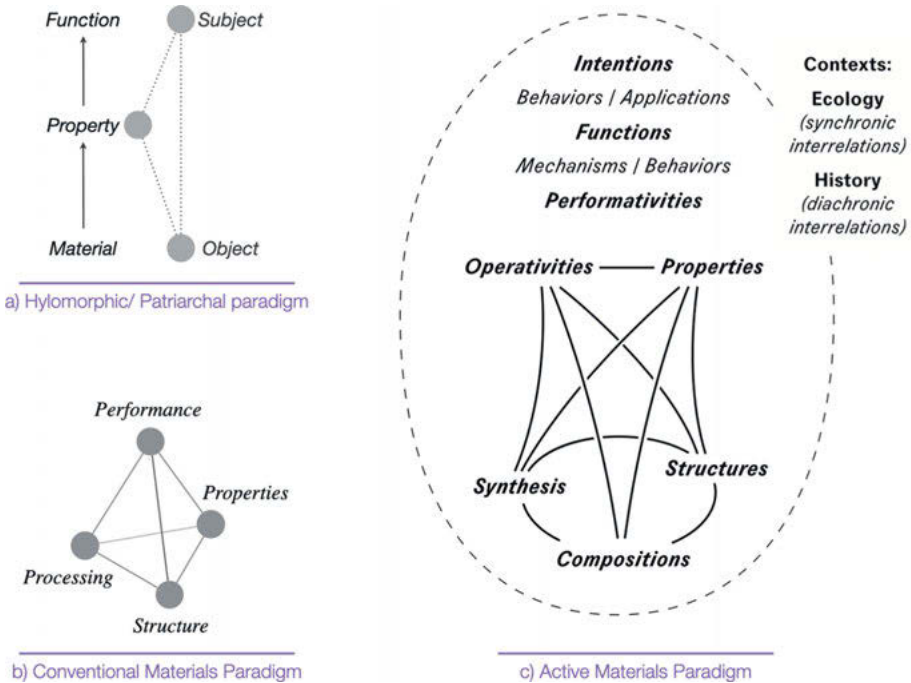 Function
Subject
Property
Material
Object
a) Hylomorphic/ Patriarchal paradigm
Performance
Properties
Processing
Structure
b) Conventional Materials Paradigm
Intentions
Behaviors | Applications
Functions
Mechanisms | Behaviors
Performativities
Operativities
Properties
Synthesis
Structures
Compositions
Contexts:
Ecology
(synchronic
interrelations)
History
(diachronic
interrelations)
c) Active Materials Paradigm